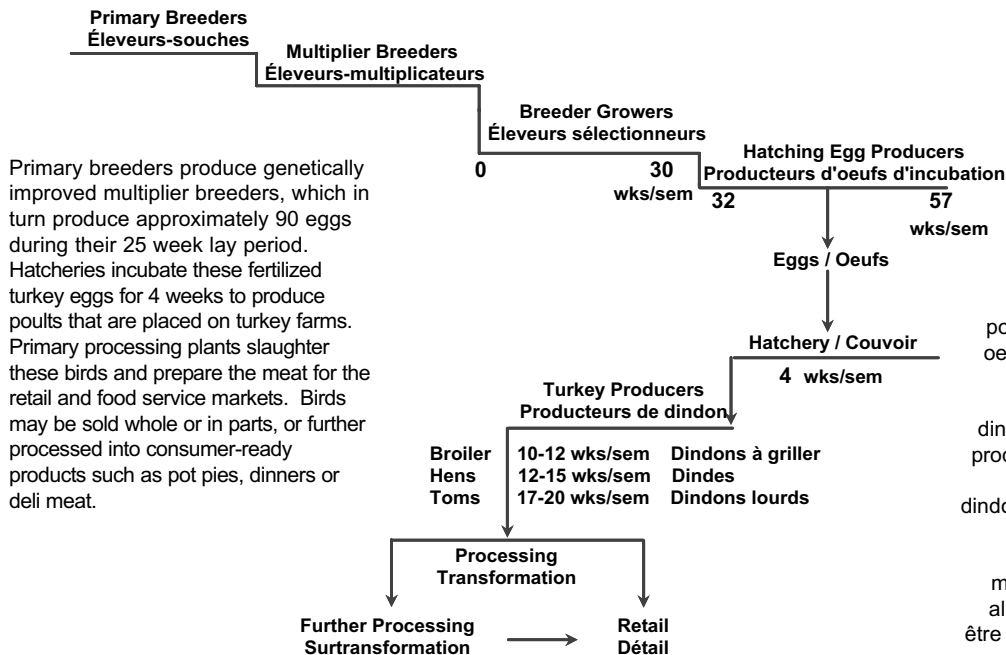 Primary Breeders
Éleveurs-souches
Multiplier Breeders
Éleveurs-multiplicateurs
Breeder Growers
Éleveurs sélectionneurs
0 30
wks/sem
Hatching Egg Producers
Producteurs d'oeufs d'incubation
32 57
wks/sem
Primary breeders produce genetically
improved multiplier breeders, which in
turn produce approximately 90 eggs
during their 25 week lay period.
Hatcheries incubate these fertilized
turkey eggs for 4 weeks to produce
poults that are placed on turkey farms.
Primary processing plants slaughter
these birds and prepare the meat for the
retail and food service markets. Birds
may be sold whole or in parts, or further
processed into consumer-ready
products such as pot pies, dinners or
deli meat.
Eggs / Oeufs
Hatchery / Couvoir
4 wks/sem
Turkey Producers
Producteurs de dindon
Broiler 10-12 wks/sem Dindons à griller
Hens 12-15 wks/sem Dindes
Toms 17-20 wks/sem Dindons lourds
Processing
Transformation
Further Processing
Surtransformation
Retail
Détail
être